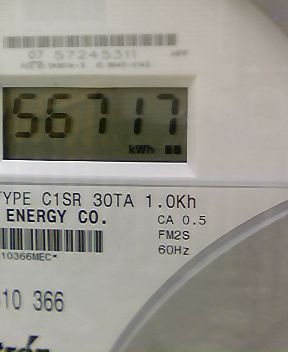 07 57245311
56717
kWh
TYPE C1SR 30TA 1.0Kh
ENERGY CO.
CA 0.5
FM2S
60Hz
10366MEC*
10 366